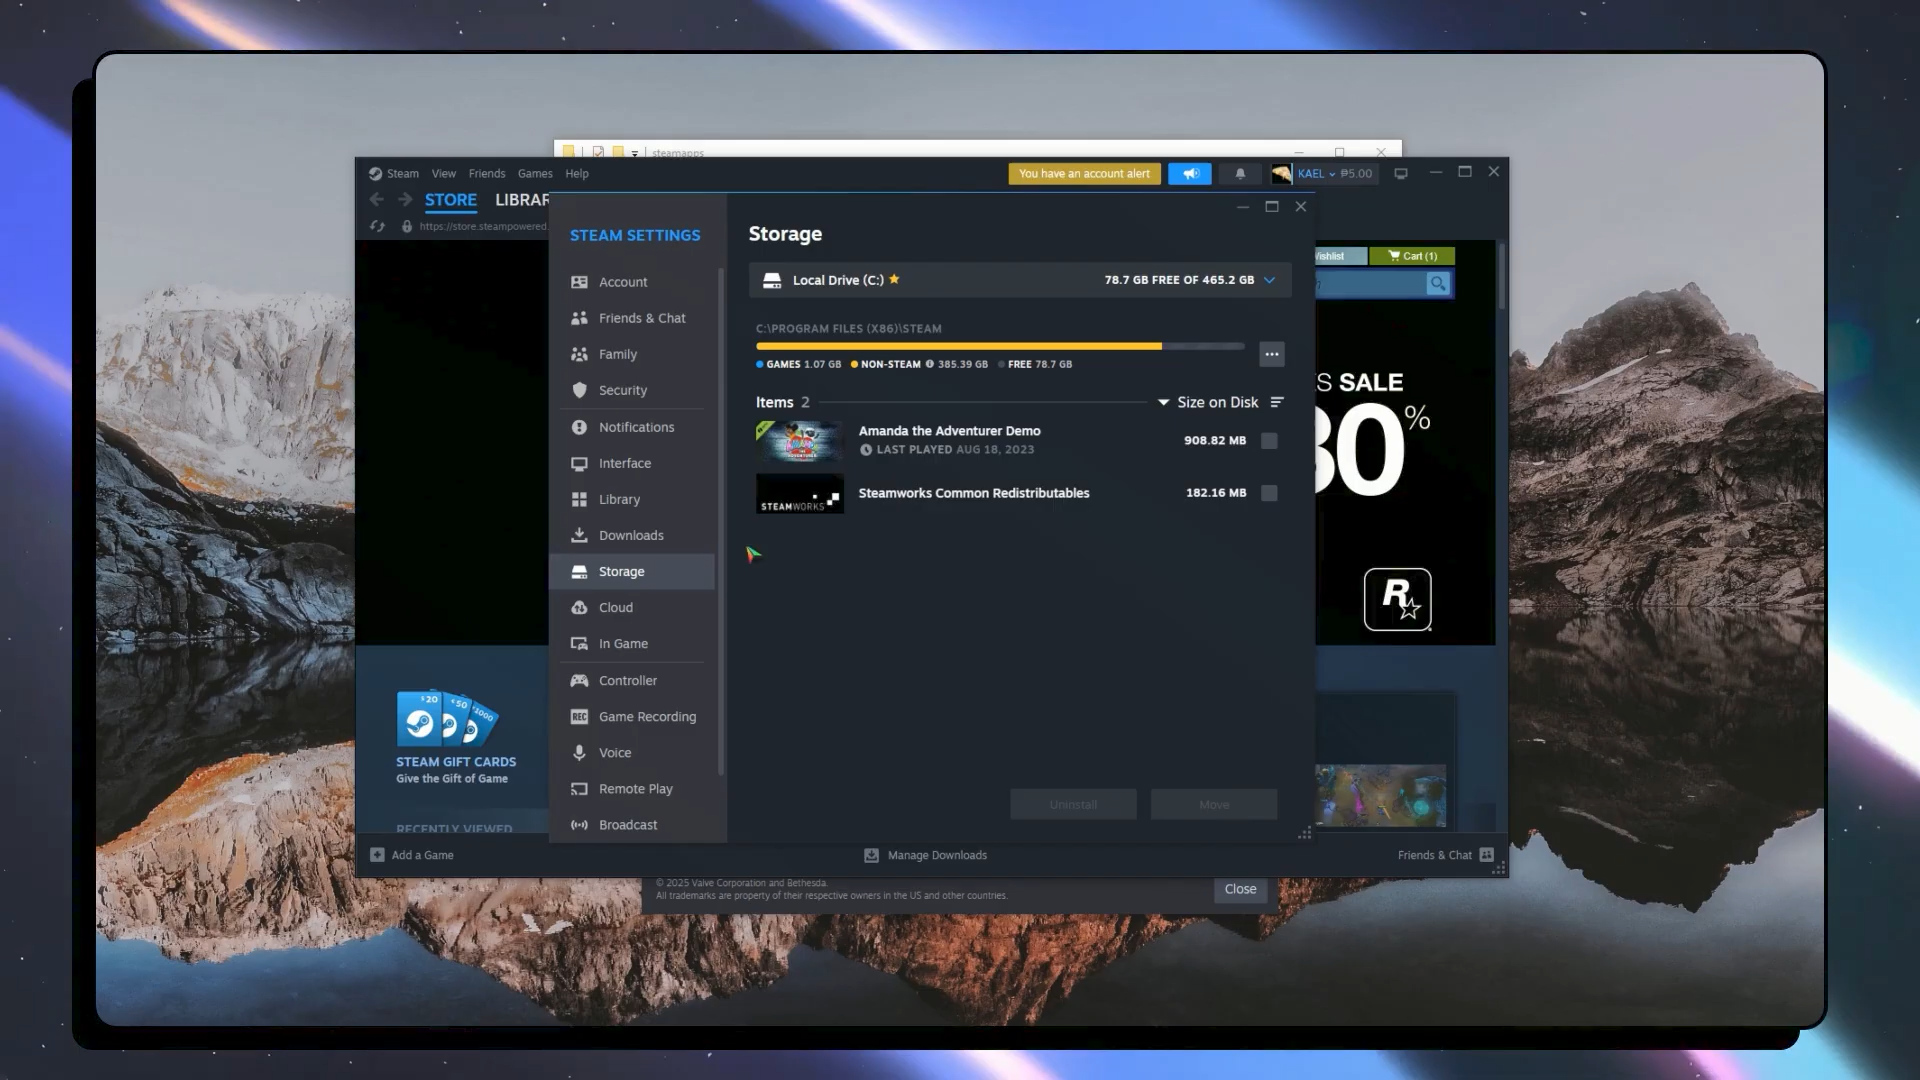 steamapps
Steam View Friends Games Help
You have an account alert
KAEL ₱5.00
STORE LIBRAR
https://store.steampowered.
STEAM SETTINGS
Account
Friends & Chat
Family
Security
Notifications
Interface
Library
Downloads
Storage
Cloud
In Game
Controller
REC Game Recording
Voice
Remote Play
Broadcast
Storage
Local Drive (C:) 78.7 GB FREE OF 465.2 GB
C:\PROGRAM FILES (X86)\STEAM
GAMES 1.07 GB NON-STEAM 385.39 GB FREE 78.7 GB
Items 2 Size on Disk
Amanda the Adventurer Demo 908.82 MB
LAST PLAYED AUG 18, 2023
STEAMWORKS
Steamworks Common Redistributables 182.16 MB
Uninstall Move
ishlist
Cart (1)
S SALE
80%
R
$20 $50 $1000
STEAM GIFT CARDS
Give the Gift of Game
RECENTLY VIEWED
Add a Game Manage Downloads Friends & Chat
© 2025 Valve Corporation and Bethesda.
All trademarks are property of their respective owners in the US and other countries.
Close